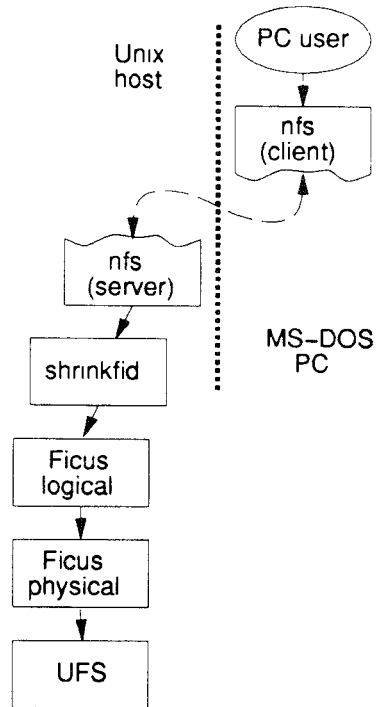 Unix
host
PC user
nfs
(client)
nfs
(server)
MS-DOS
PC
shrinkfid
Ficus
logical
Ficus
physical
UFS